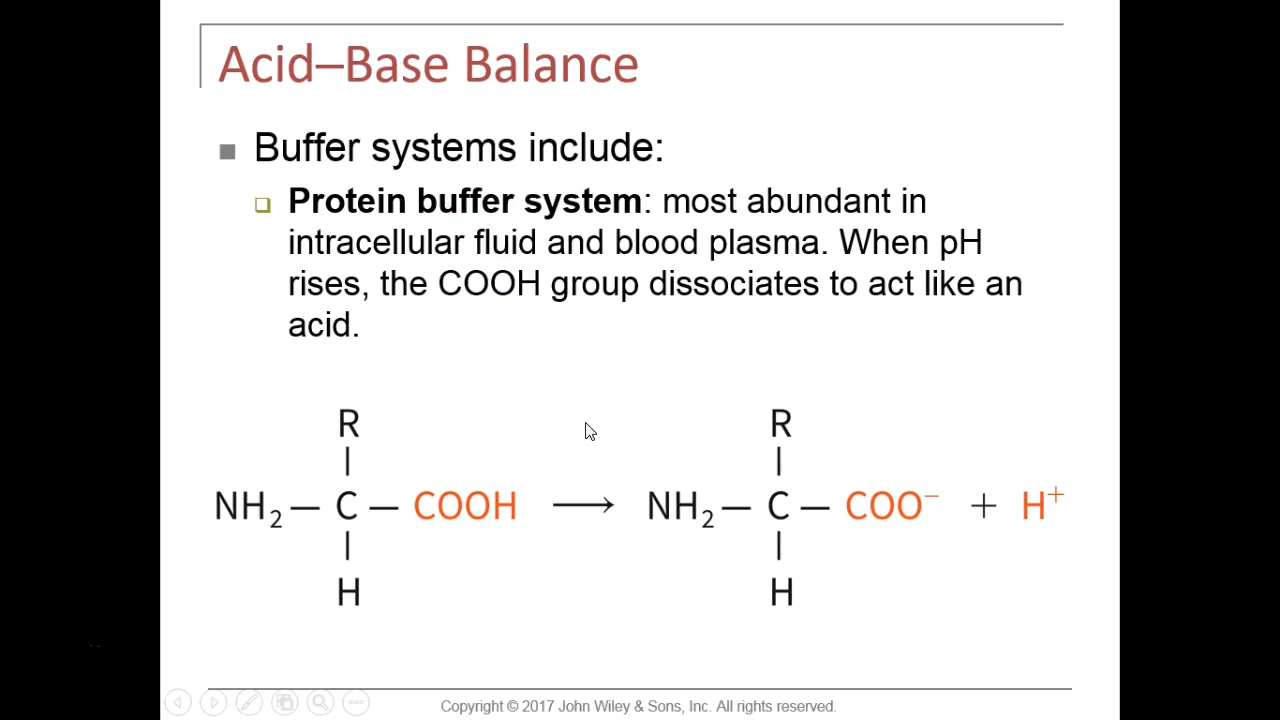 Acid–Base Balance
Buffer systems include:
Protein buffer system: most abundant in
intracellular fluid and blood plasma. When pH
rises, the COOH group dissociates to act like an
acid.
R R
NH₂ — C — COOH ⟶ NH₂ — C — COO⁻ + H⁺
H H
Copyright © 2017 John Wiley & Sons, Inc. All rights reserved.